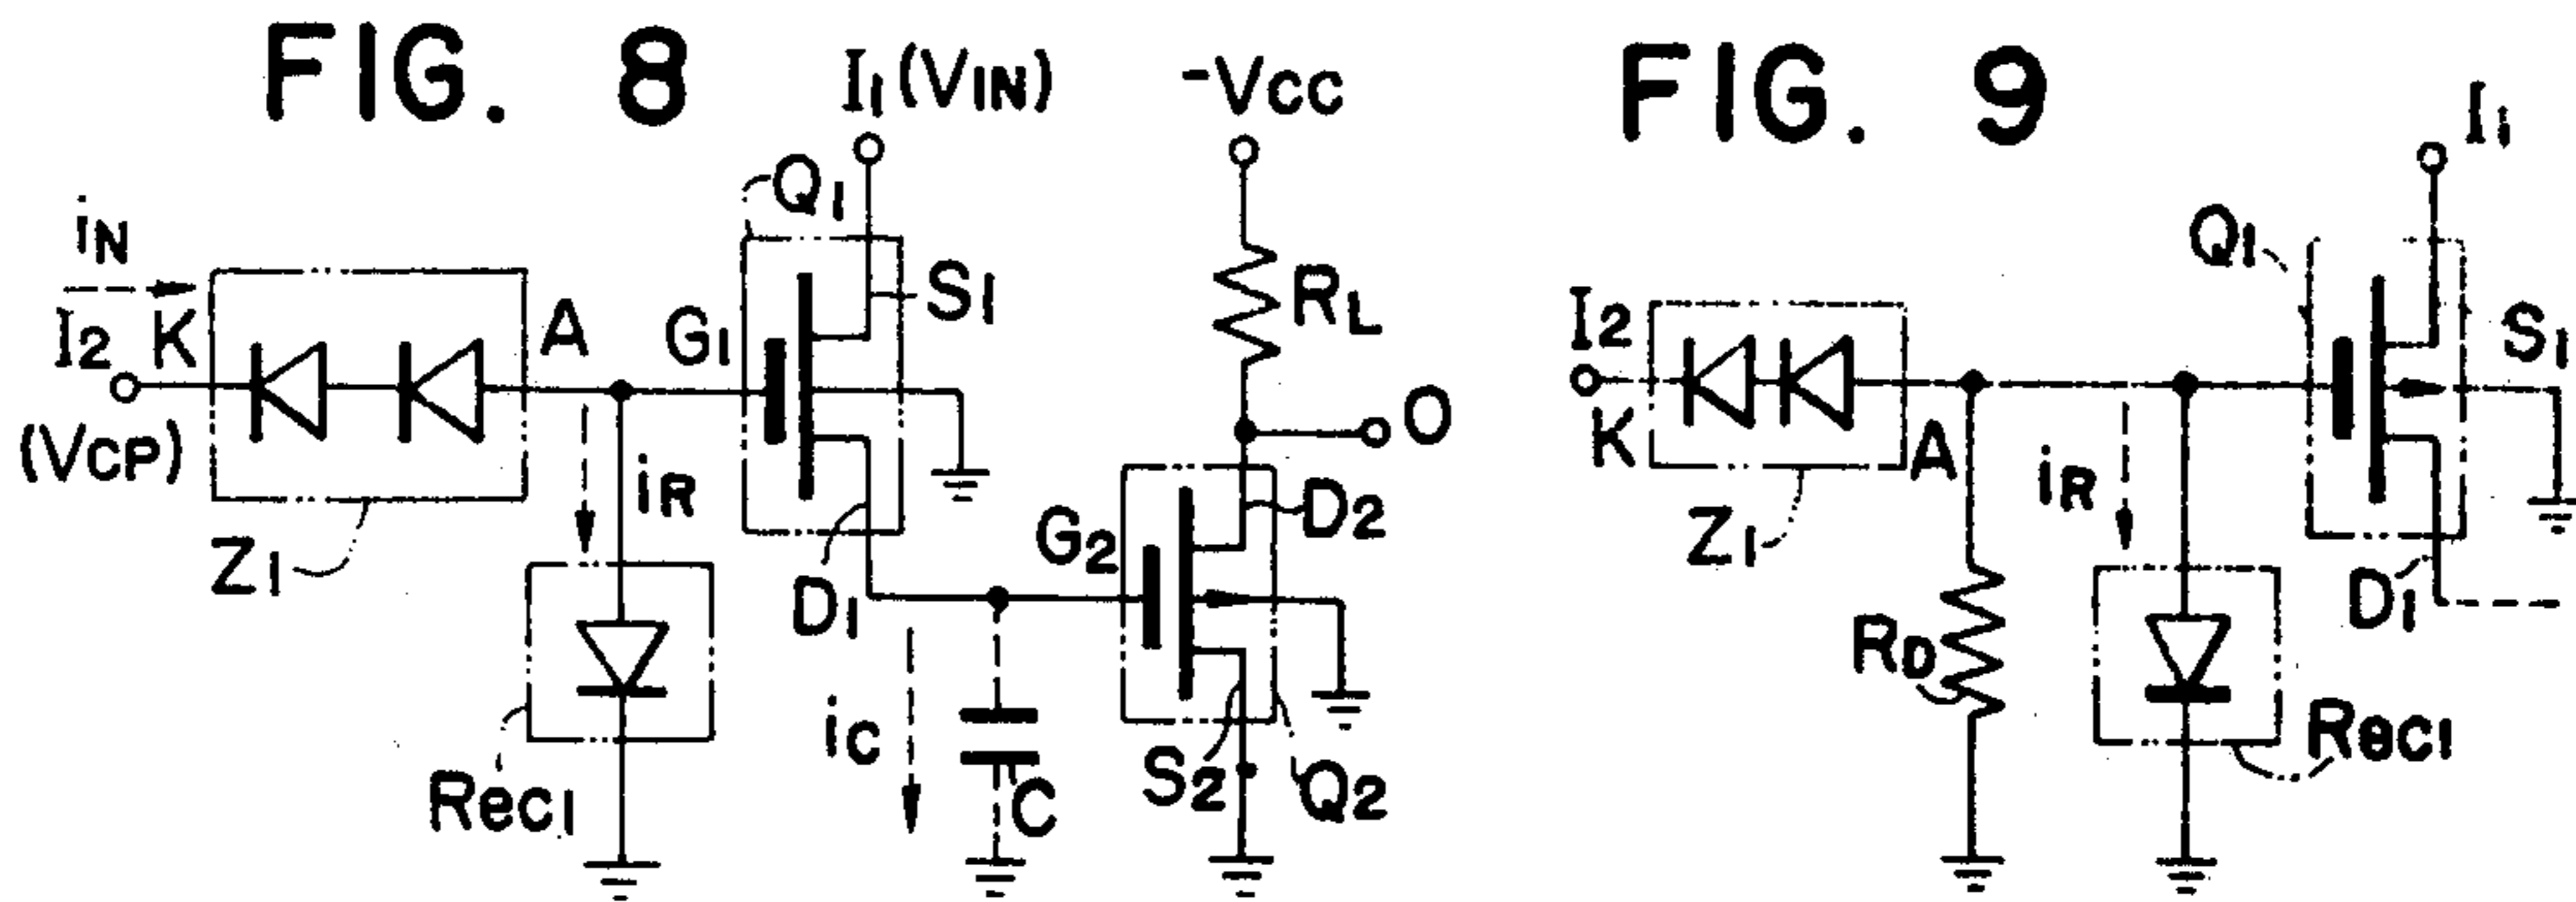 FIG. 8
I1 (VIN)
-VCC
Q1
iN
S1
RL
I2
K
A
G1
O
(VCP)
iR
D2
G2
Z1
D1
iC
S2
Q2
Rec1
C
FIG. 9
I1
Q1
I2
S1
K
A
iR
Z1
D1
RD
Rec1